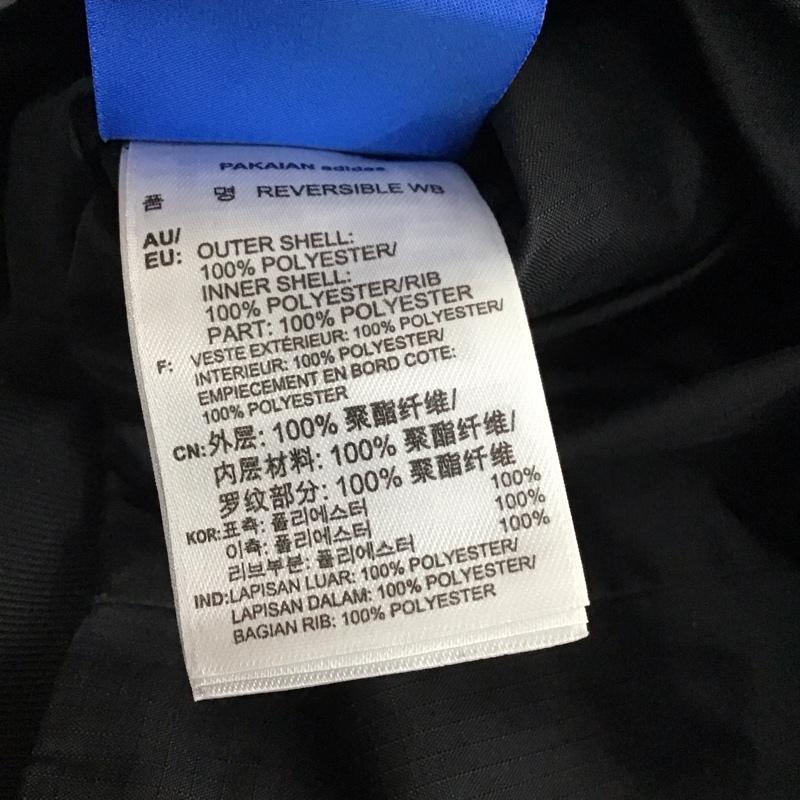 PAKAIAN adidas
품 명 REVERSIBLE WB
AU/
EU: OUTER SHELL:
100% POLYESTER/
INNER SHELL:
100% POLYESTER/RIB
PART: 100% POLYESTER
F: VESTE EXTÉRIEUR: 100% POLYESTER/
INTERIEUR: 100% POLYESTER/
EMPIECEMENT EN BORD COTE:
100% POLYESTER
CN:外层: 100% 聚酯纤维/
内层材料: 100% 聚酯纤维/
罗纹部分: 100% 聚酯纤维
KOR:표측: 폴리에스터 100%
이측: 폴리에스터 100%
리브부분: 폴리에스터 100%
IND:LAPISAN LUAR: 100% POLYESTER/
LAPISAN DALAM: 100% POLYESTER/
BAGIAN RIB: 100% POLYESTER